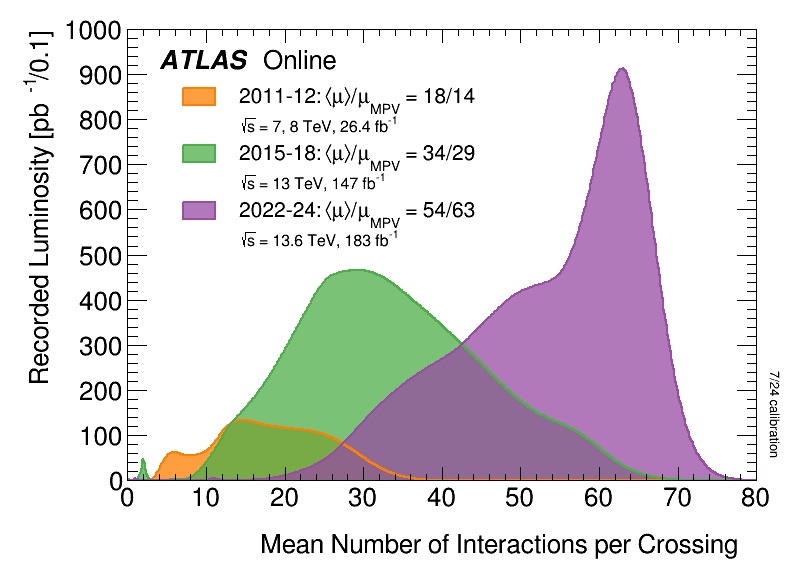 ATLAS Online
2011-12: ⟨μ⟩/μMPV = 18/14
√s = 7, 8 TeV, 26.4 fb⁻¹
2015-18: ⟨μ⟩/μMPV = 34/29
√s = 13 TeV, 147 fb⁻¹
2022-24: ⟨μ⟩/μMPV = 54/63
√s = 13.6 TeV, 183 fb⁻¹
Recorded Luminosity [pb⁻¹/0.1]
1000
900
800
700
600
500
400
300
200
100
0
0 10 20 30 40 50 60 70 80
Mean Number of Interactions per Crossing
7/24 calibration